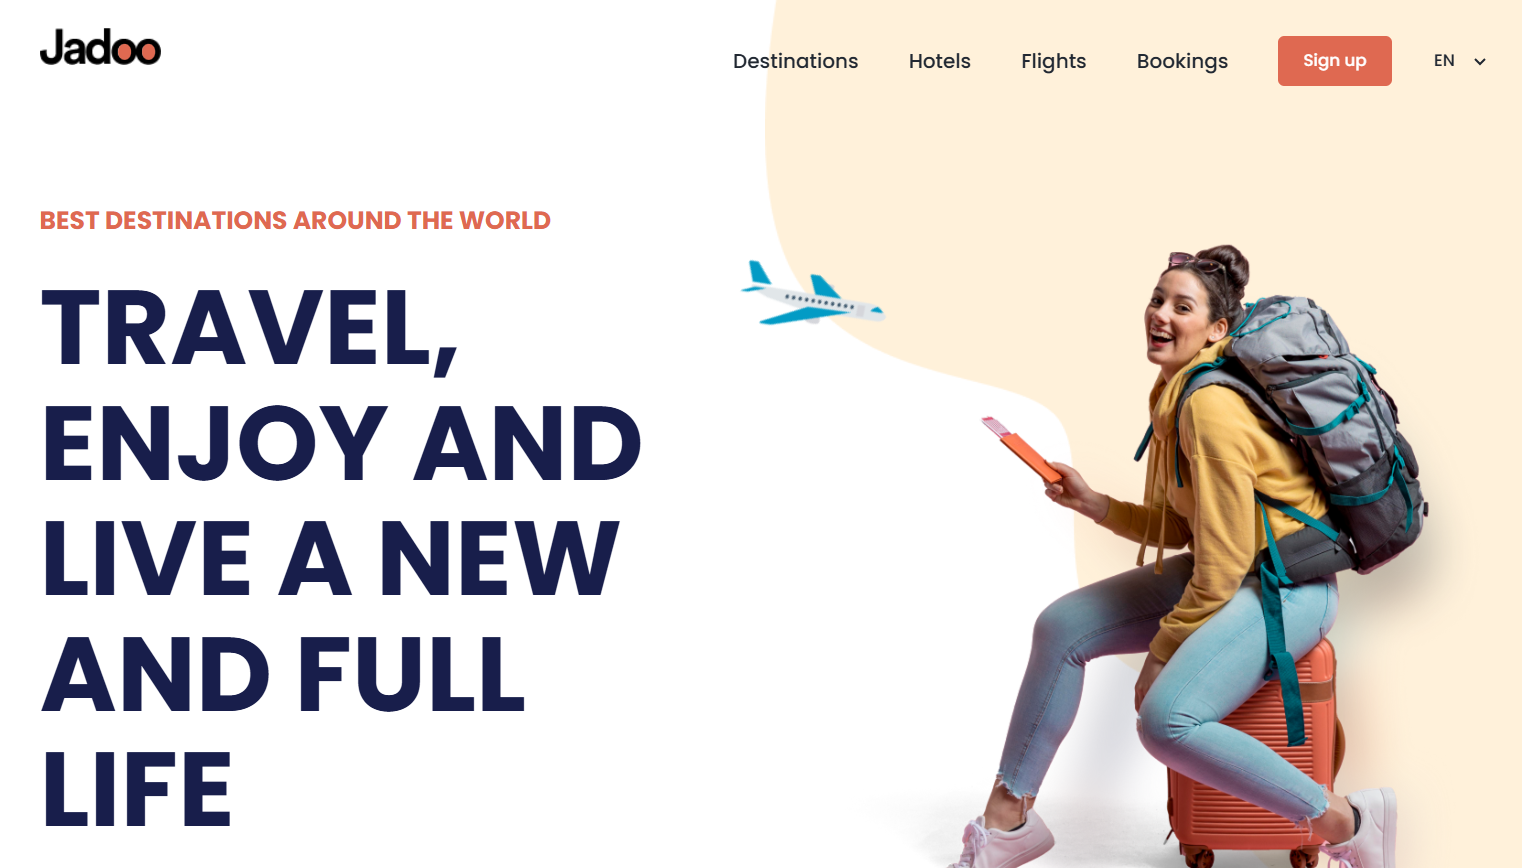 Jadoo
Destinations Hotels Flights Bookings Sign up EN
BEST DESTINATIONS AROUND THE WORLD
TRAVEL,
ENJOY AND
LIVE A NEW
AND FULL
LIFE